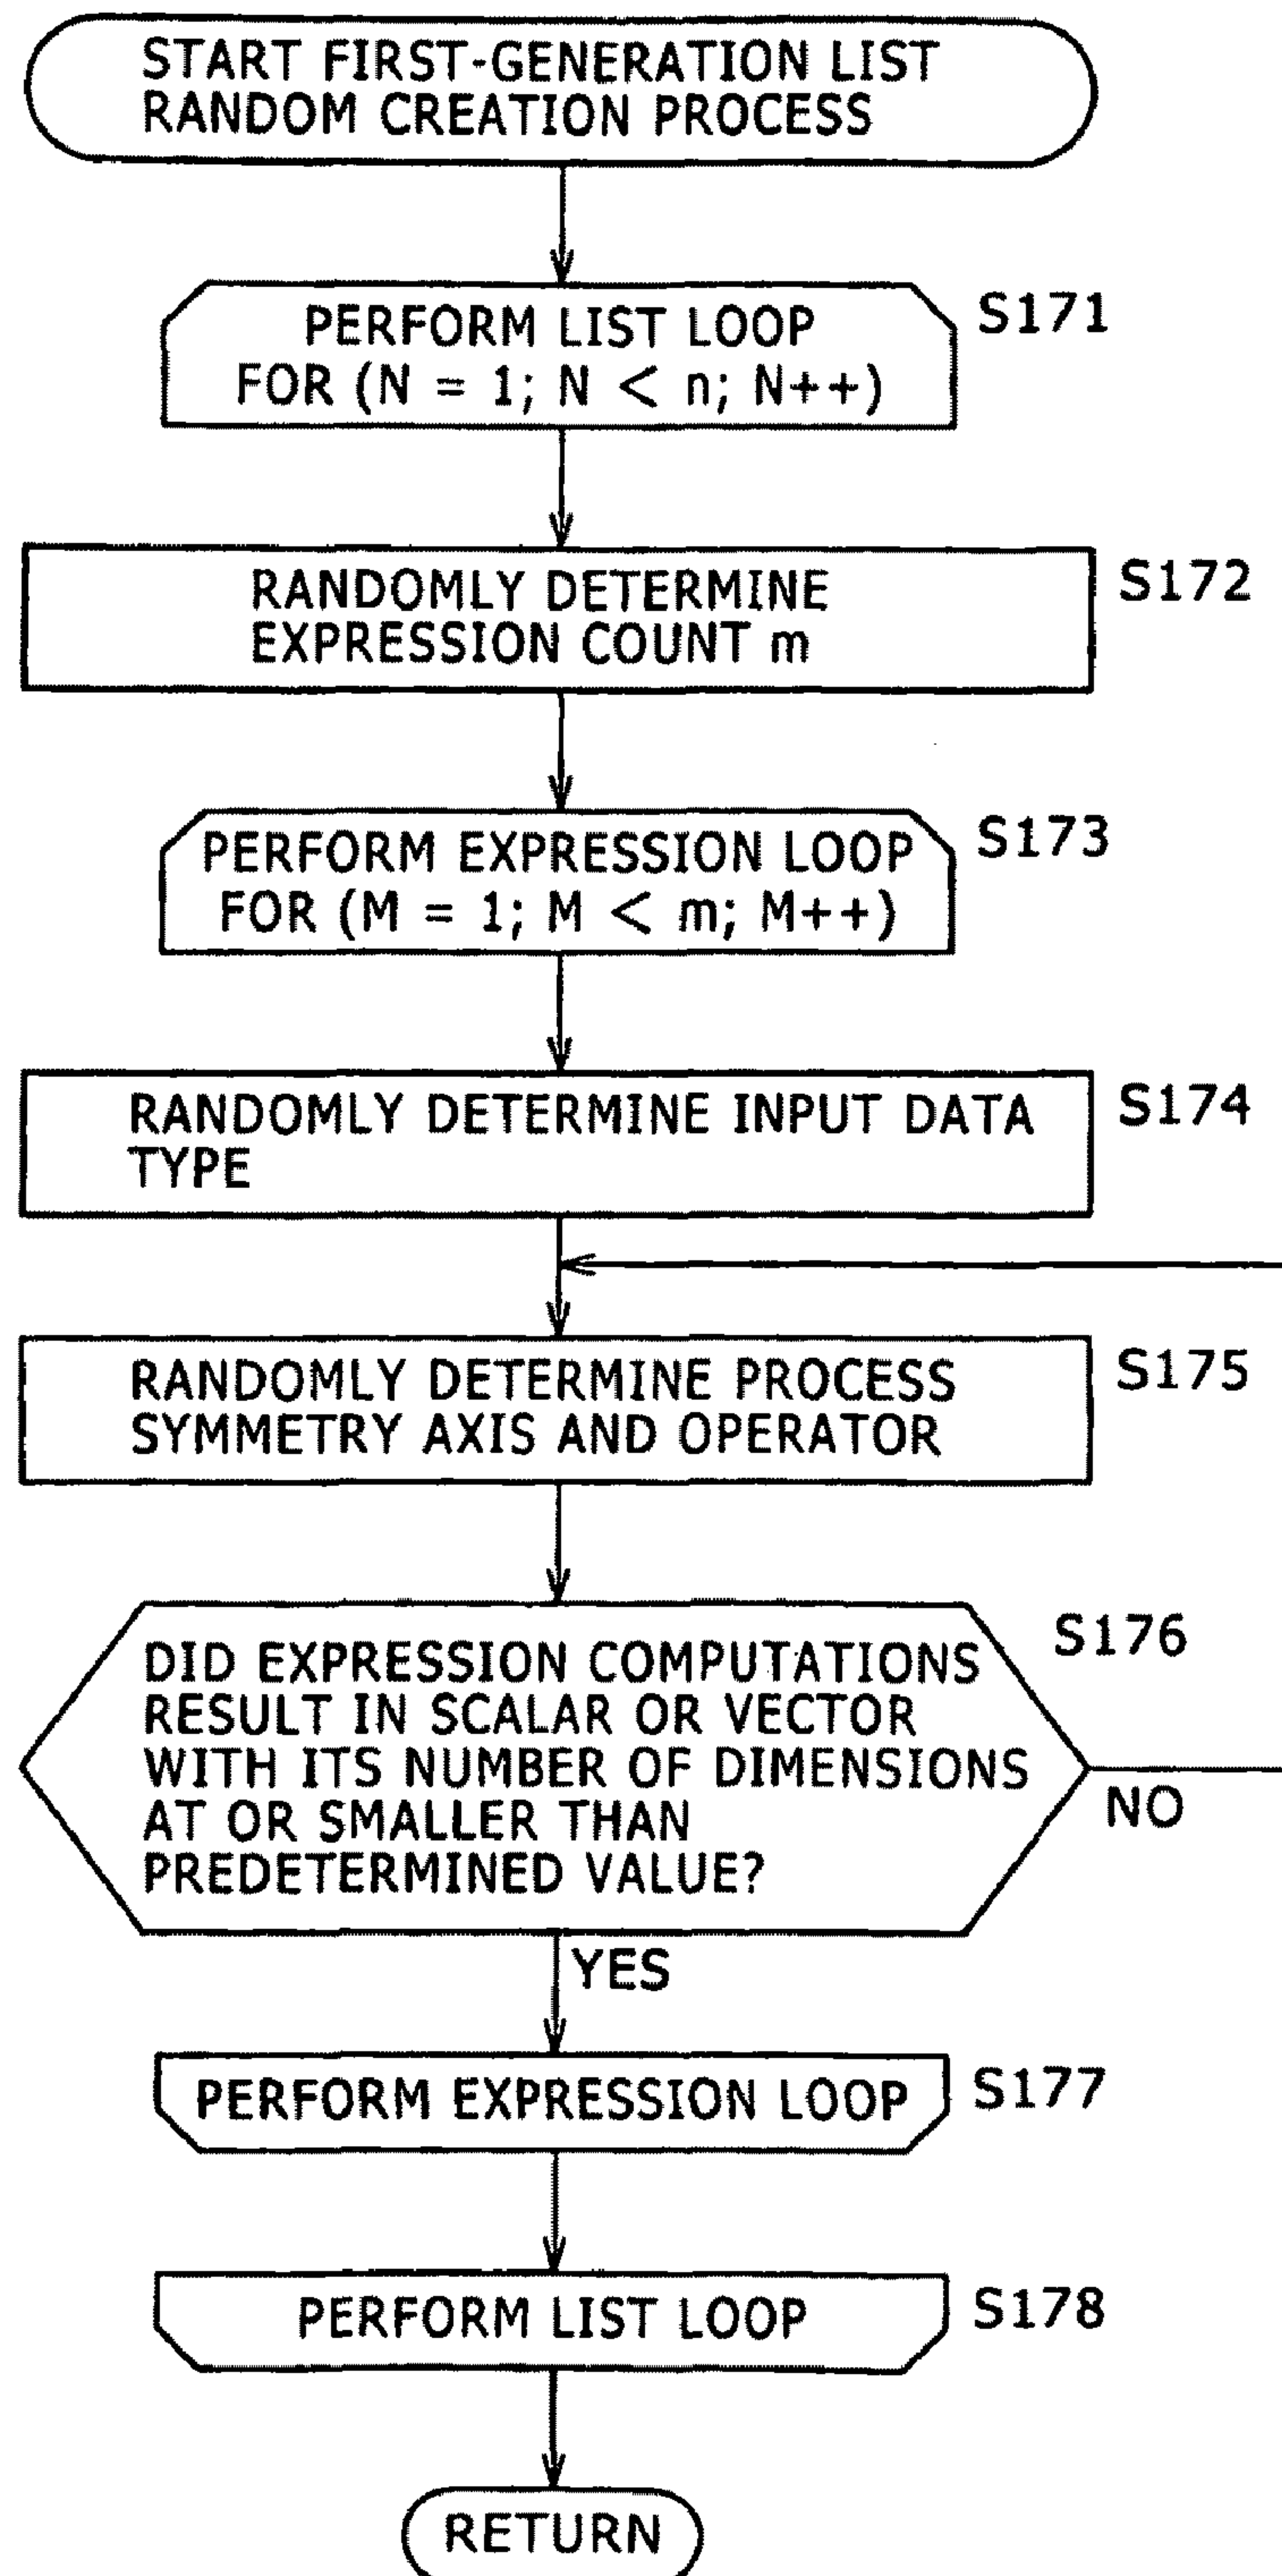 START FIRST-GENERATION LIST
RANDOM CREATION PROCESS
PERFORM LIST LOOP
FOR (N = 1; N < n; N++)
S171
RANDOMLY DETERMINE
EXPRESSION COUNT m
S172
PERFORM EXPRESSION LOOP
FOR (M = 1; M < m; M++)
S173
RANDOMLY DETERMINE INPUT DATA
TYPE
S174
RANDOMLY DETERMINE PROCESS
SYMMETRY AXIS AND OPERATOR
S175
DID EXPRESSION COMPUTATIONS
RESULT IN SCALAR OR VECTOR
WITH ITS NUMBER OF DIMENSIONS
AT OR SMALLER THAN
PREDETERMINED VALUE?
S176
NO
YES
PERFORM EXPRESSION LOOP
S177
PERFORM LIST LOOP
S178
RETURN